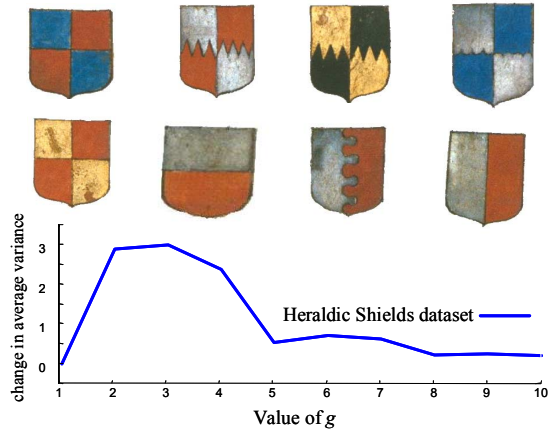 change in average variance
3
2
1
0
Heraldic Shields dataset
1 2 3 4 5 6 7 8 9 10
Value of g